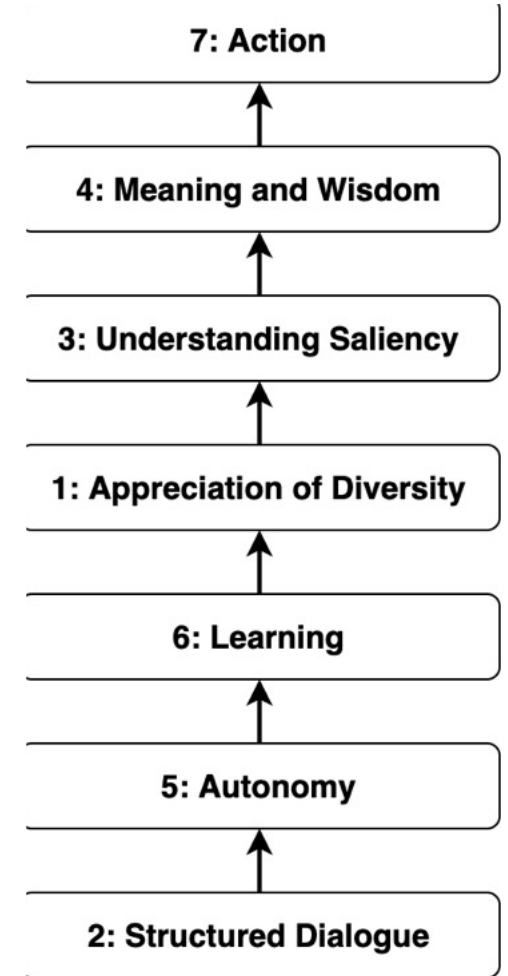 7: Action
4: Meaning and Wisdom
3: Understanding Saliency
1: Appreciation of Diversity
6: Learning
5: Autonomy
2: Structured Dialogue